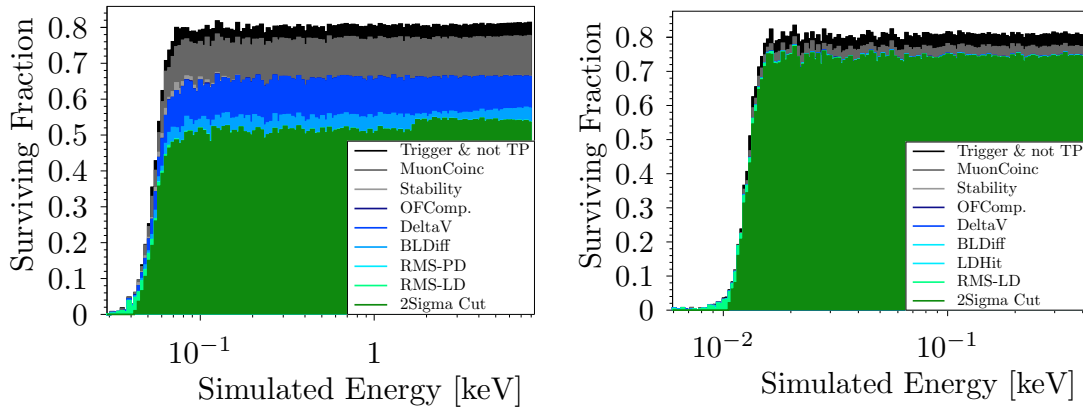 Surviving Fraction
0.8
0.7
0.6
0.5
0.4
0.3
0.2
0.1
0
Trigger & not TP
MuonCoinc
Stability
OFComp.
DeltaV
BLDiff
RMS-PD
RMS-LD
2Sigma Cut
10⁻¹ 1
Simulated Energy [keV]
Surviving Fraction
0.8
0.7
0.6
0.5
0.4
0.3
0.2
0.1
0
Trigger & not TP
MuonCoinc
Stability
OFComp.
DeltaV
BLDiff
LDHit
RMS-LD
2Sigma Cut
10⁻² 10⁻¹
Simulated Energy [keV]